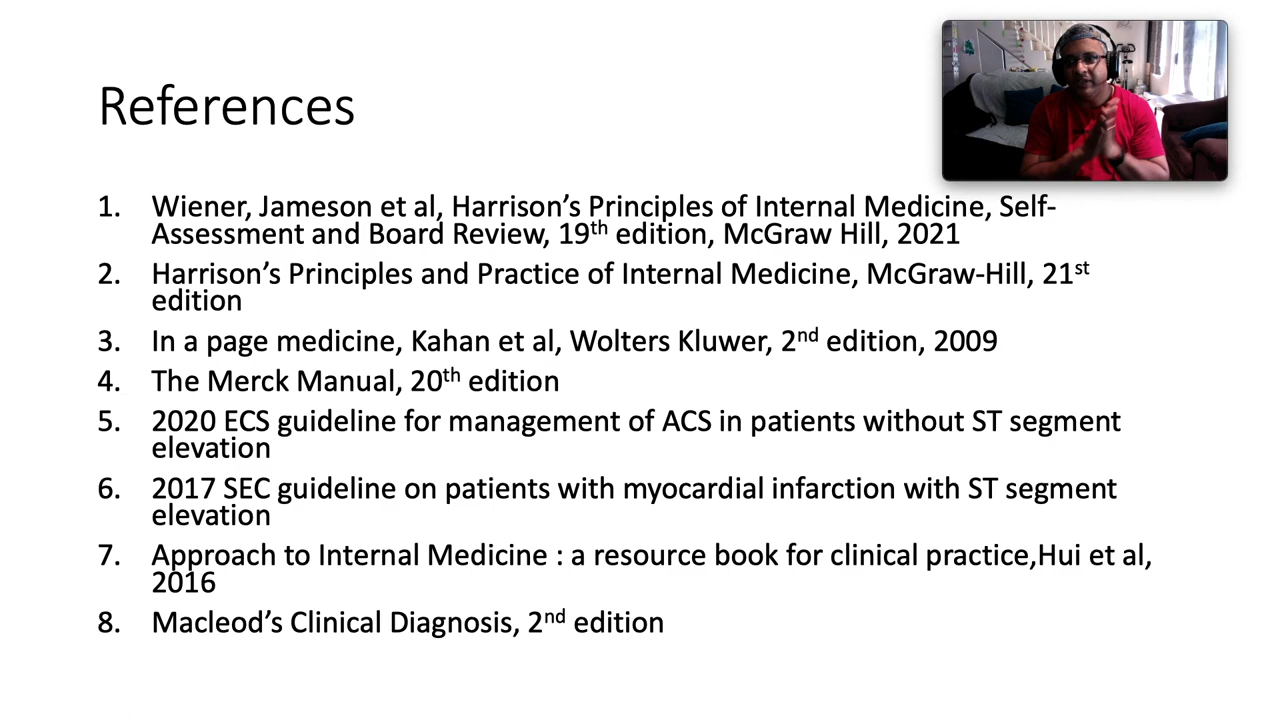 References
1. Wiener, Jameson et al, Harrison’s Principles of Internal Medicine, Self-
Assessment and Board Review, 19th edition, McGraw Hill, 2021
2. Harrison’s Principles and Practice of Internal Medicine, McGraw-Hill, 21st
edition
3. In a page medicine, Kahan et al, Wolters Kluwer, 2nd edition, 2009
4. The Merck Manual, 20th edition
5. 2020 ECS guideline for management of ACS in patients without ST segment
elevation
6. 2017 SEC guideline on patients with myocardial infarction with ST segment
elevation
7. Approach to Internal Medicine : a resource book for clinical practice,Hui et al,
2016
8. Macleod’s Clinical Diagnosis, 2nd edition